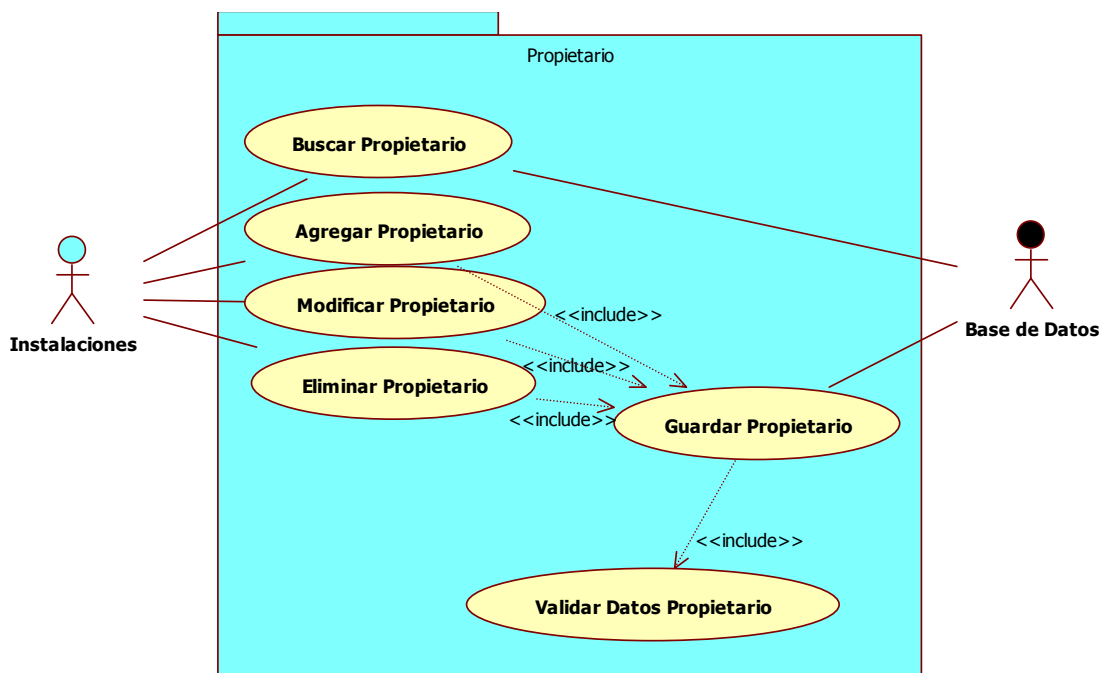 Propietario
Buscar Propietario
Agregar Propietario
Modificar Propietario
<<include>>
Instalaciones
Base de Datos
<<include>>
Eliminar Propietario
<<include>>
Guardar Propietario
<<include>>
Validar Datos Propietario